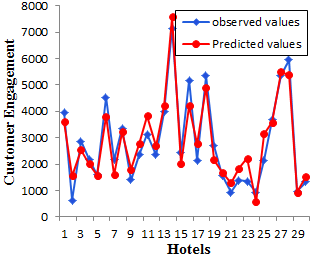 8000
7000
6000
5000
4000
3000
2000
1000
0
Customer Engagement
observed values
Predicted values
1 3 5 7 9 11 13 15 17 19 21 23 25 27 29
Hotels